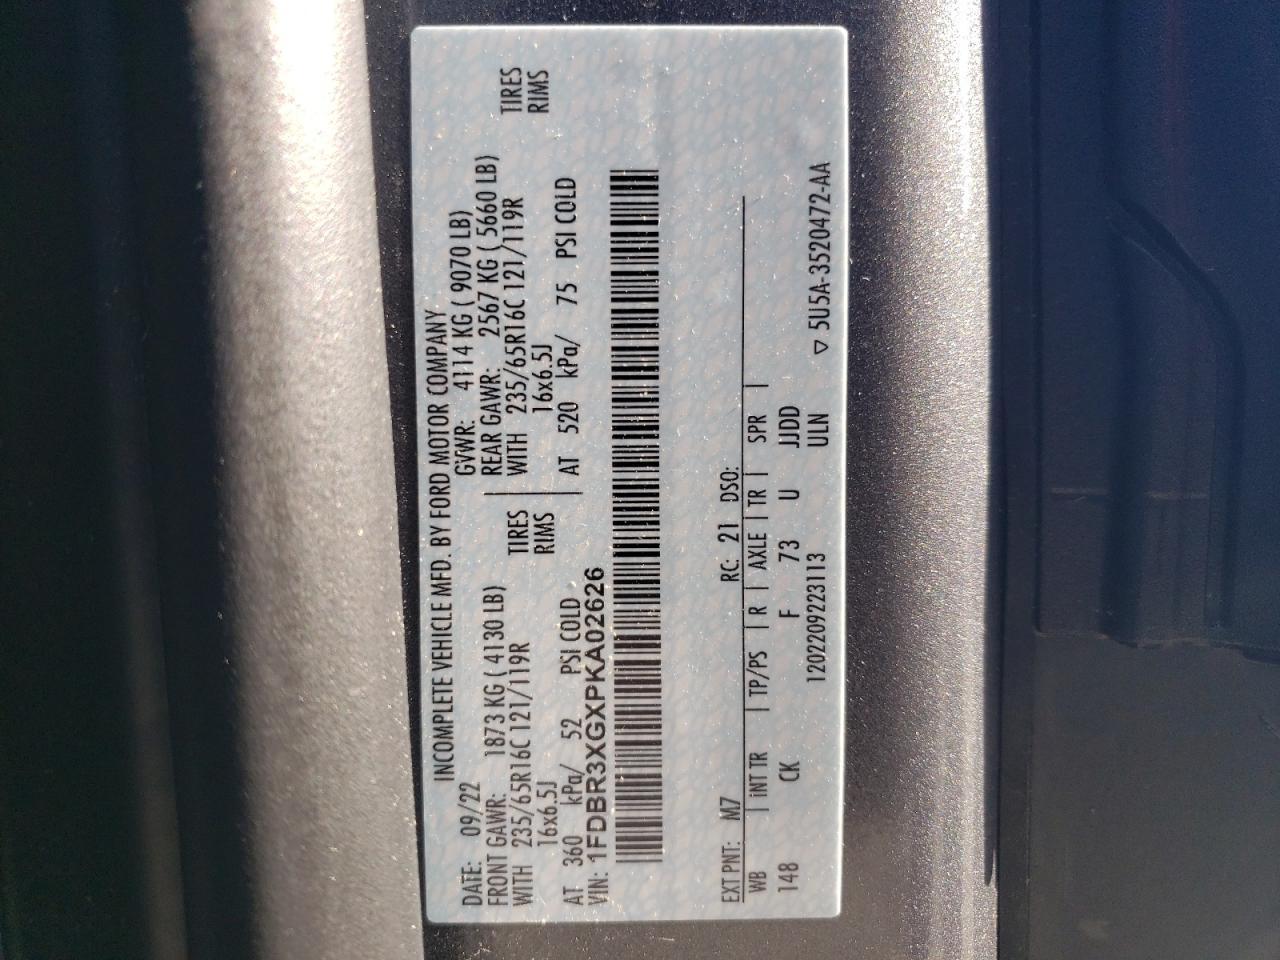 INCOMPLETE VEHICLE MFD. BY FORD MOTOR COMPANY
DATE: 09/22 GVWR: 4114 KG ( 9070 LB)
FRONT GAWR: 1873 KG ( 4130 LB) REAR GAWR: 2567 KG ( 5660 LB)
WITH 235/65R16C 121/119R TIRES WITH 235/65R16C 121/119R TIRES
16x6.5J RIMS 16x6.5J RIMS
AT 360 kPa/ 52 PSI COLD AT 520 kPa/ 75 PSI COLD
VIN: 1FDBR3XGXPKA02626
EXT PNT: M7 RC: 21 DSO:
WB | INT TR | TP/PS | R | AXLE | TR | SPR |
148 CK F 73 U JJDD
1202209223113 ULN
▽ 5U5A-3520472-AA